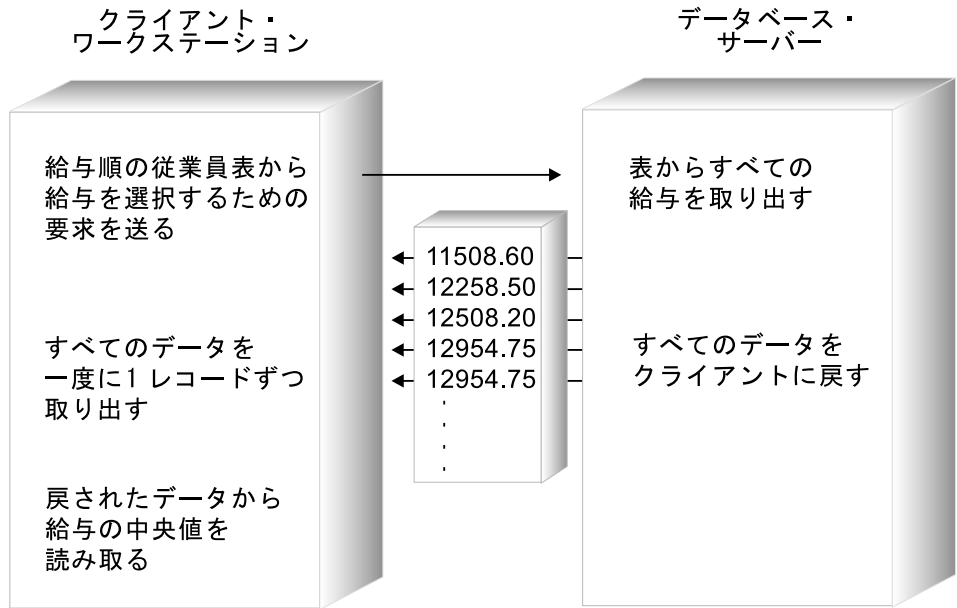 クライアント・
ワークステーション
データベース・
サーバー
給与順の従業員表から
給与を選択するための
要求を送る
表からすべての
給与を取り出す
11508.60
12258.50
12508.20
12954.75
12954.75
すべてのデータを
一度に1 レコードずつ
取り出す
すべてのデータを
クライアントに戻す
戻されたデータから
給与の中央値を
読み取る